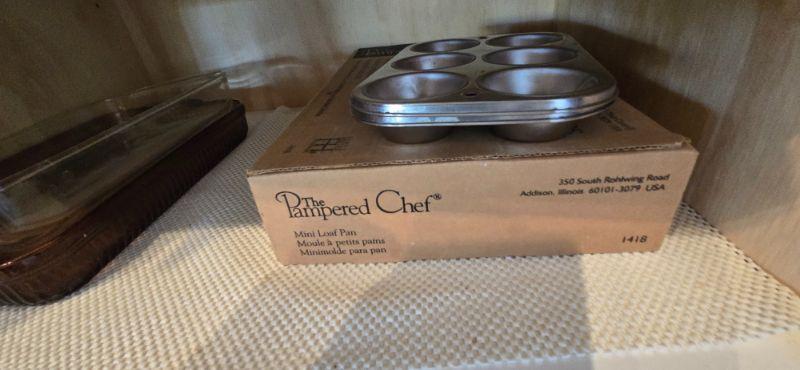 The
Pampered Chef®
Mini Loaf Pan
Moule à petits pains
Minimolde para pan
350 South Rohlwing Road
Addison, Illinois 60101-3079 USA
1418